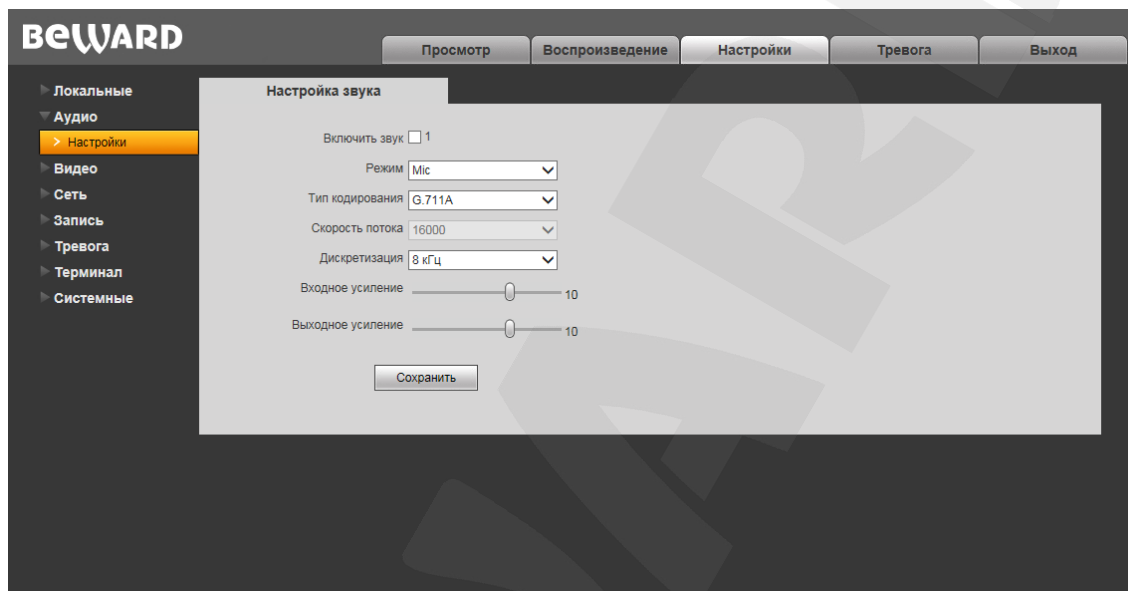 BEWARD
Просмотр
Воспроизведение
Настройки
Тревога
Выход
Локальные
Аудио
> Настройки
Видео
Сеть
Запись
Тревога
Терминал
Системные
Настройка звука
Включить звук 1
Режим Mic
Тип кодирования G.711A
Скорость потока 16000
Дискретизация 8 кГц
Входное усиление 10
Выходное усиление 10
Сохранить